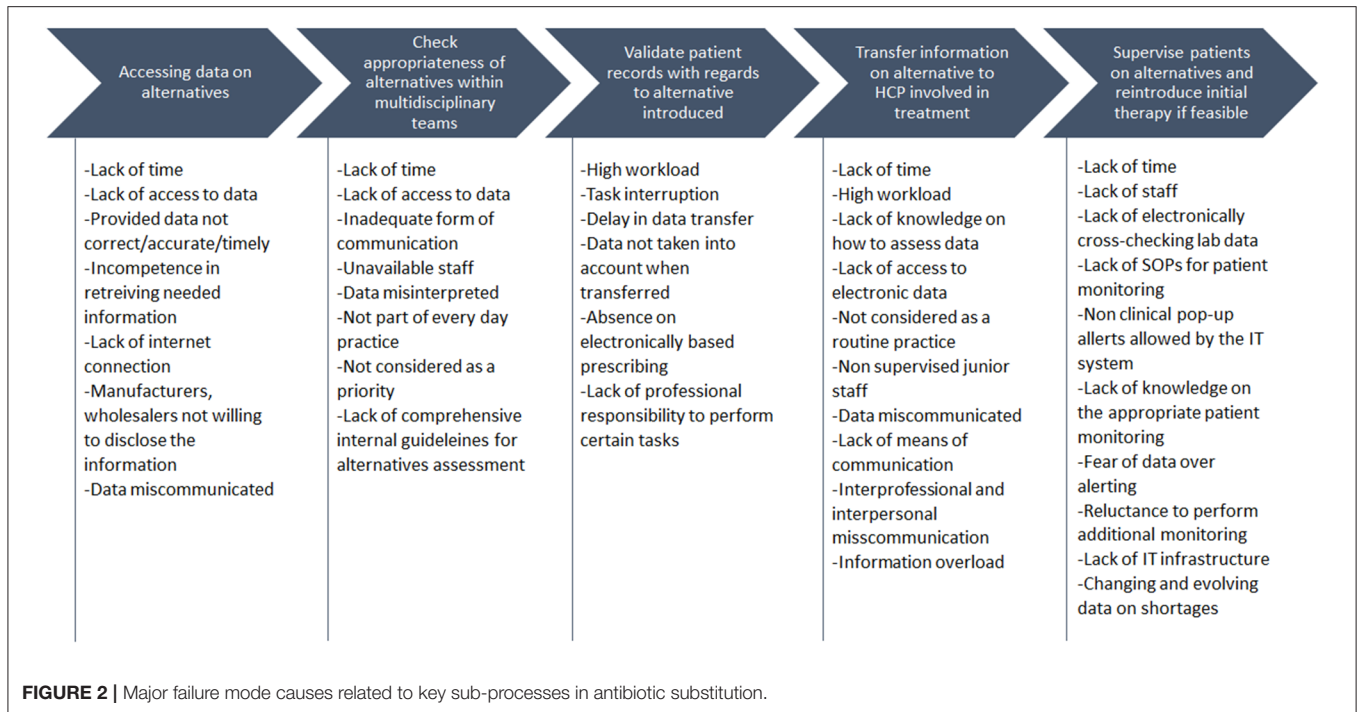 Accessing data on
alternatives
Check
appropriateness of
alternatives within
multidisciplinary
teams
Validate patient
records with regards
to alternative
introduced
Transfer information
on alternative to
HCP involved in
treatment
Supervise patients
on alternatives and
reintroduce initial
therapy if feasible
-Lack of time
-Lack of access to data
-Provided data not
correct/accurate/timely
-Incompetence in
retreiving needed
information
-Lack of internet
connection
-Manufacturers,
wholesalers not willing
to disclose the
information
-Data miscommunicated
-Lack of time
-Lack of access to data
-Inadequate form of
communication
-Unavailable staff
-Data misinterpreted
-Not part of every day
practice
-Not considered as a
priority
-Lack of comprehensive
internal guideleines for
alternatives assessment
-High workload
-Task interruption
-Delay in data transfer
-Data not taken into
account when
transferred
-Absence on
electronically based
prescribing
-Lack of professional
responsibility to perform
certain tasks
-Lack of time
-High workload
-Lack of knowledge on
how to assess data
-Lack of access to
electronic data
-Not considered as a
routine practice
-Non supervised junior
staff
-Data miscommunicated
-Lack of means of
communication
-Interprofessional and
interpersonal
misscommunication
-Information overload
-Lack of time
-Lack of staff
-Lack of electronically
cross-checking lab data
-Lack of SOPs for patient
monitoring
-Non clinical pop-up
allerts allowed by the IT
system
-Lack of knowledge on
the appropriate patient
monitoring
-Fear of data over
alerting
-Reluctance to perform
additional monitoring
-Lack of IT infrastructure
-Changing and evolving
data on shortages
FIGURE 2 | Major failure mode causes related to key sub-processes in antibiotic substitution.